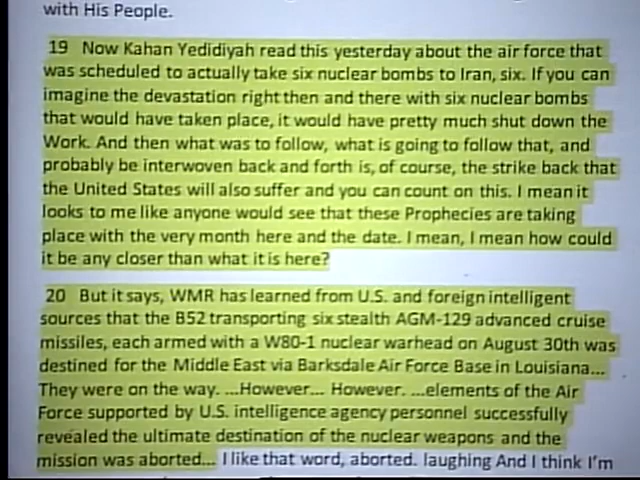 with His People.
19 Now Kahan Yedidiyah read this yesterday about the air force that
was scheduled to actually take six nuclear bombs to Iran, six. If you can
imagine the devastation right then and there with six nuclear bombs
that would have taken place, it would have pretty much shut down the
Work. And then what was to follow, what is going to follow that, and
probably be interwoven back and forth is, of course, the strike back that
the United States will also suffer and you can count on this. I mean it
looks to me like anyone would see that these Prophecies are taking
place with the very month here and the date. I mean, I mean how could
it be any closer than what it is here?
20 But it says, WMR has learned from U.S. and foreign intelligent
sources that the B52 transporting six stealth AGM-129 advanced cruise
missiles, each armed with a W80-1 nuclear warhead on August 30th was
destined for the Middle East via Barksdale Air Force Base in Louisiana...
They were on the way. ...However... However. ...elements of the Air
Force supported by U.S. intelligence agency personnel successfully
revealed the ultimate destination of the nuclear weapons and the
mission was aborted... I like that word, aborted. laughing And I think I'm